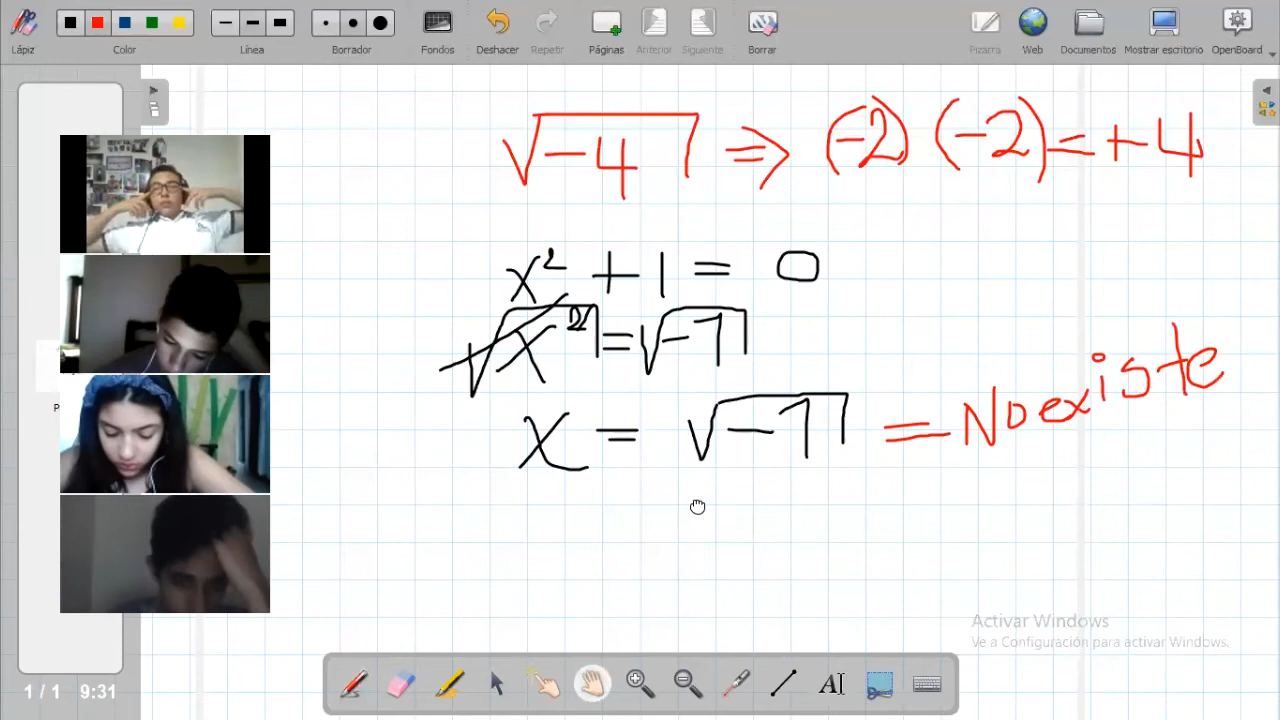 Lápiz Color Línea Borrador Fondos Deshacer Repetir Páginas Anterior Siguiente Borrar Pizarra Web Documentos Mostrar escritorio OpenBoard
√-4 ⇒ (-2) (-2) = +4
x² + 1 = 0
√x² = √-1
x = √-1 = No existe
P
Activar Windows
Ve a Configuración para activar Windows.
1 / 1 9:31
AI